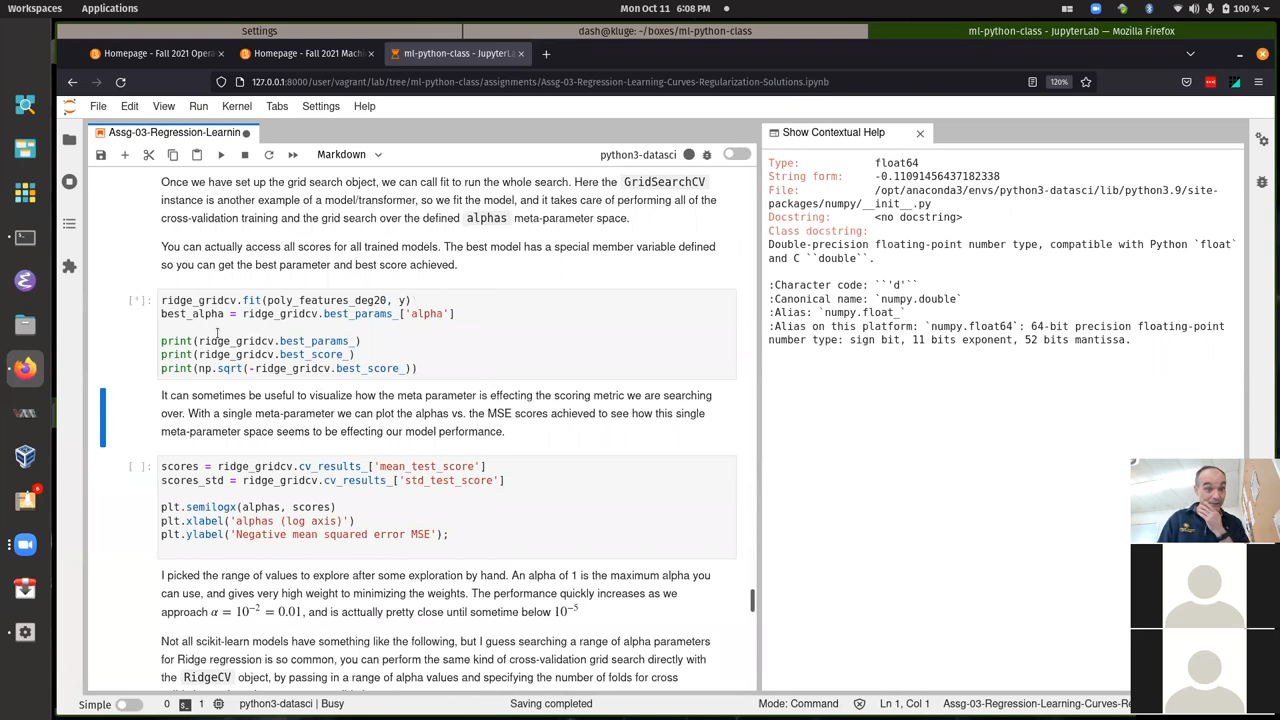 Workspaces Applications Mon Oct 11 6:08 PM 100 %
Settings dash@kluge: ~/boxes/ml-python-class ml-python-class - JupyterLab — Mozilla Firefox
Homepage - Fall 2021 Opera Homepage - Fall 2021 Machi ml-python-class - JupyterLa
127.0.0.1:8000/user/vagrant/lab/tree/ml-python-class/assignments/Assg-03-Regression-Learning-Curves-Regularization-Solutions.ipynb 120%
File Edit View Run Kernel Tabs Settings Help
Assg-03-Regression-Learnin Show Contextual Help
Markdown python3-datasci
Once we have set up the grid search object, we can call fit to run the whole search. Here the GridSearchCV
instance is another example of a model/transformer, so we fit the model, and it takes care of performing all of the
cross-validation training and the grid search over the defined alphas meta-parameter space.
You can actually access all scores for all trained models. The best model has a special member variable defined
so you can get the best parameter and best score achieved.
[*]: ridge_gridcv.fit(poly_features_deg20, y)
best_alpha = ridge_gridcv.best_params_['alpha']
print(ridge_gridcv.best_params_)
print(ridge_gridcv.best_score_)
print(np.sqrt(-ridge_gridcv.best_score_))
It can sometimes be useful to visualize how the meta parameter is effecting the scoring metric we are searching
over. With a single meta-parameter we can plot the alphas vs. the MSE scores achieved to see how this single
meta-parameter space seems to be effecting our model performance.
[ ]: scores = ridge_gridcv.cv_results_['mean_test_score']
scores_std = ridge_gridcv.cv_results_['std_test_score']
plt.semilogx(alphas, scores)
plt.xlabel('alphas (log axis)')
plt.ylabel('Negative mean squared error MSE');
I picked the range of values to explore after some exploration by hand. An alpha of 1 is the maximum alpha you
can use, and gives very high weight to minimizing the weights. The performance quickly increases as we
approach α = 10⁻² = 0.01, and is acttually pretty close until sometime below 10⁻⁵
Not all scikit-learn models have something like the following, but I guess searching a range of alpha parameters
for Ridge regression is so common, you can perform the same kind of cross-validation grid search directly with
the RidgeCV object, by passing in a range of alpha values and specifying the number of folds for cross
Type: float64
String form: -0.11091456437182338
File: /opt/anaconda3/envs/python3-datasci/lib/python3.9/site-
packages/numpy/__init__.py
Docstring: <no docstring>
Class docstring:
Double-precision floating-point number type, compatible with Python `float`
and C ``double``.
:Character code: ``'d'``
:Canonical name: `numpy.double`
:Alias: `numpy.float_`
:Alias on this platform: `numpy.float64`: 64-bit precision floating-point
number type: sign bit, 11 bits exponent, 52 bits mantissa.
Simple 0 1 python3-datasci | Busy Saving completed Mode: Command Ln 1, Col 1 Assg-03-Regression-Learning-Curves-Re